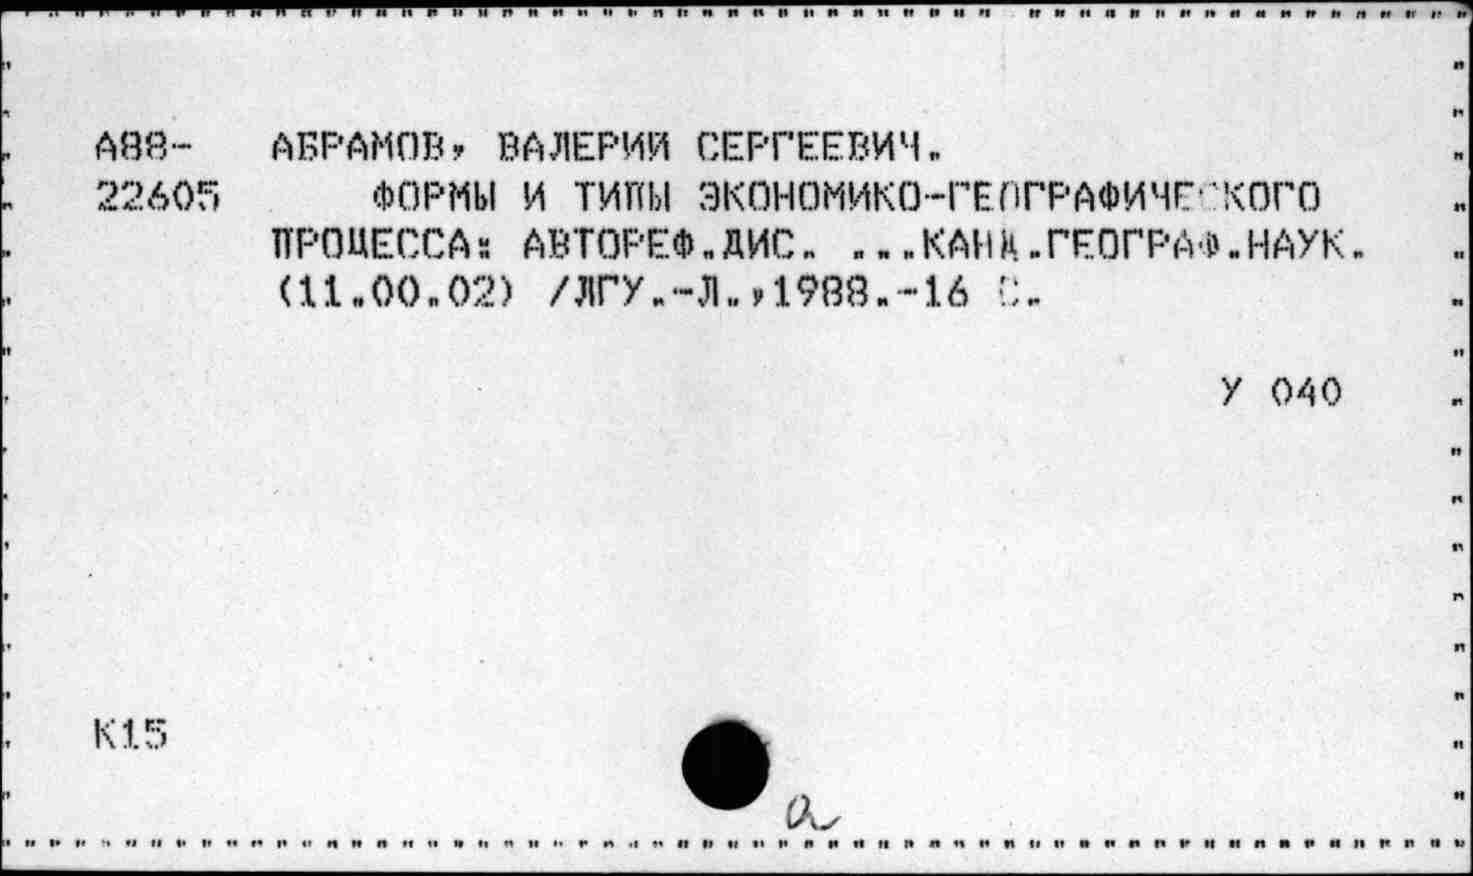 А88- АБРАМОВ, ВАЛЕРИЙ СЕРГЕЕВИЧ.
22605 ФОРМЫ И ТИПЫ ЭКОНОМИКО-ГЕОГРАФИЧЕСКОГО
ПРОЦЕССА: АВТОРЕФ.ДИС. ...КАНД.ГЕОГРАФ.НАУК.
(11.00.02) /ЛГУ.-Л.,1988.-16 С.
У 040
К15
а